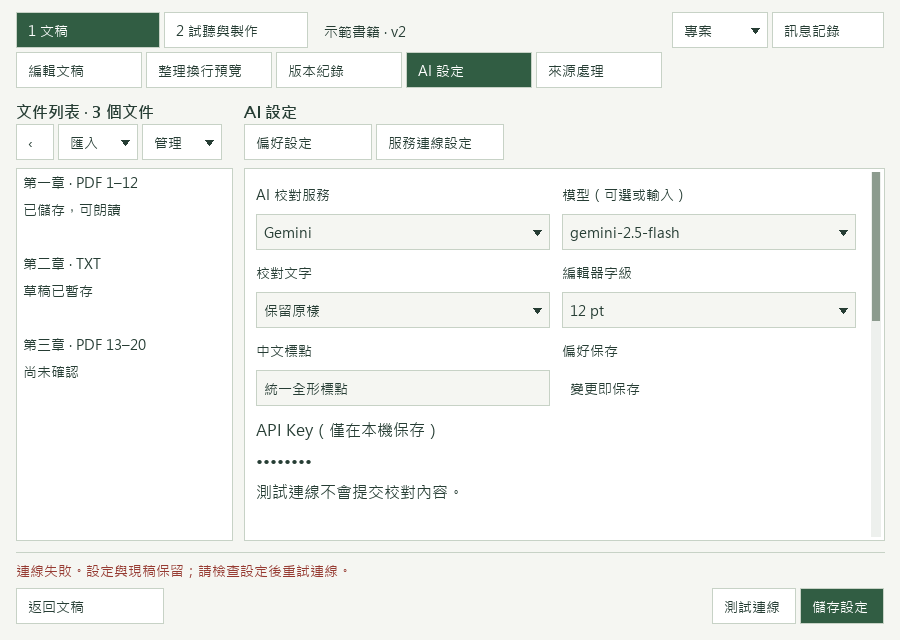 1 文稿
2 試聽與製作
示範書籍 · v2
專案
訊息記錄
編輯文稿
整理換行預覽
版本紀錄
AI 設定
來源處理
文件列表 · 3 個文件
‹
匯入
管理
第一章 · PDF 1–12
已儲存，可朗讀
第二章 · TXT
草稿已暫存
第三章 · PDF 13–20
尚未確認
AI 設定
偏好設定
服務連線設定
AI 校對服務
模型（可選或輸入）
Gemini
gemini-2.5-flash
校對文字
編輯器字級
保留原樣
12 pt
中文標點
偏好保存
統一全形標點
變更即保存
API Key（僅在本機保存）
••••••••
測試連線不會提交校對內容。
連線失敗。設定與現稿保留；請檢查設定後重試連線。
返回文稿
測試連線
儲存設定